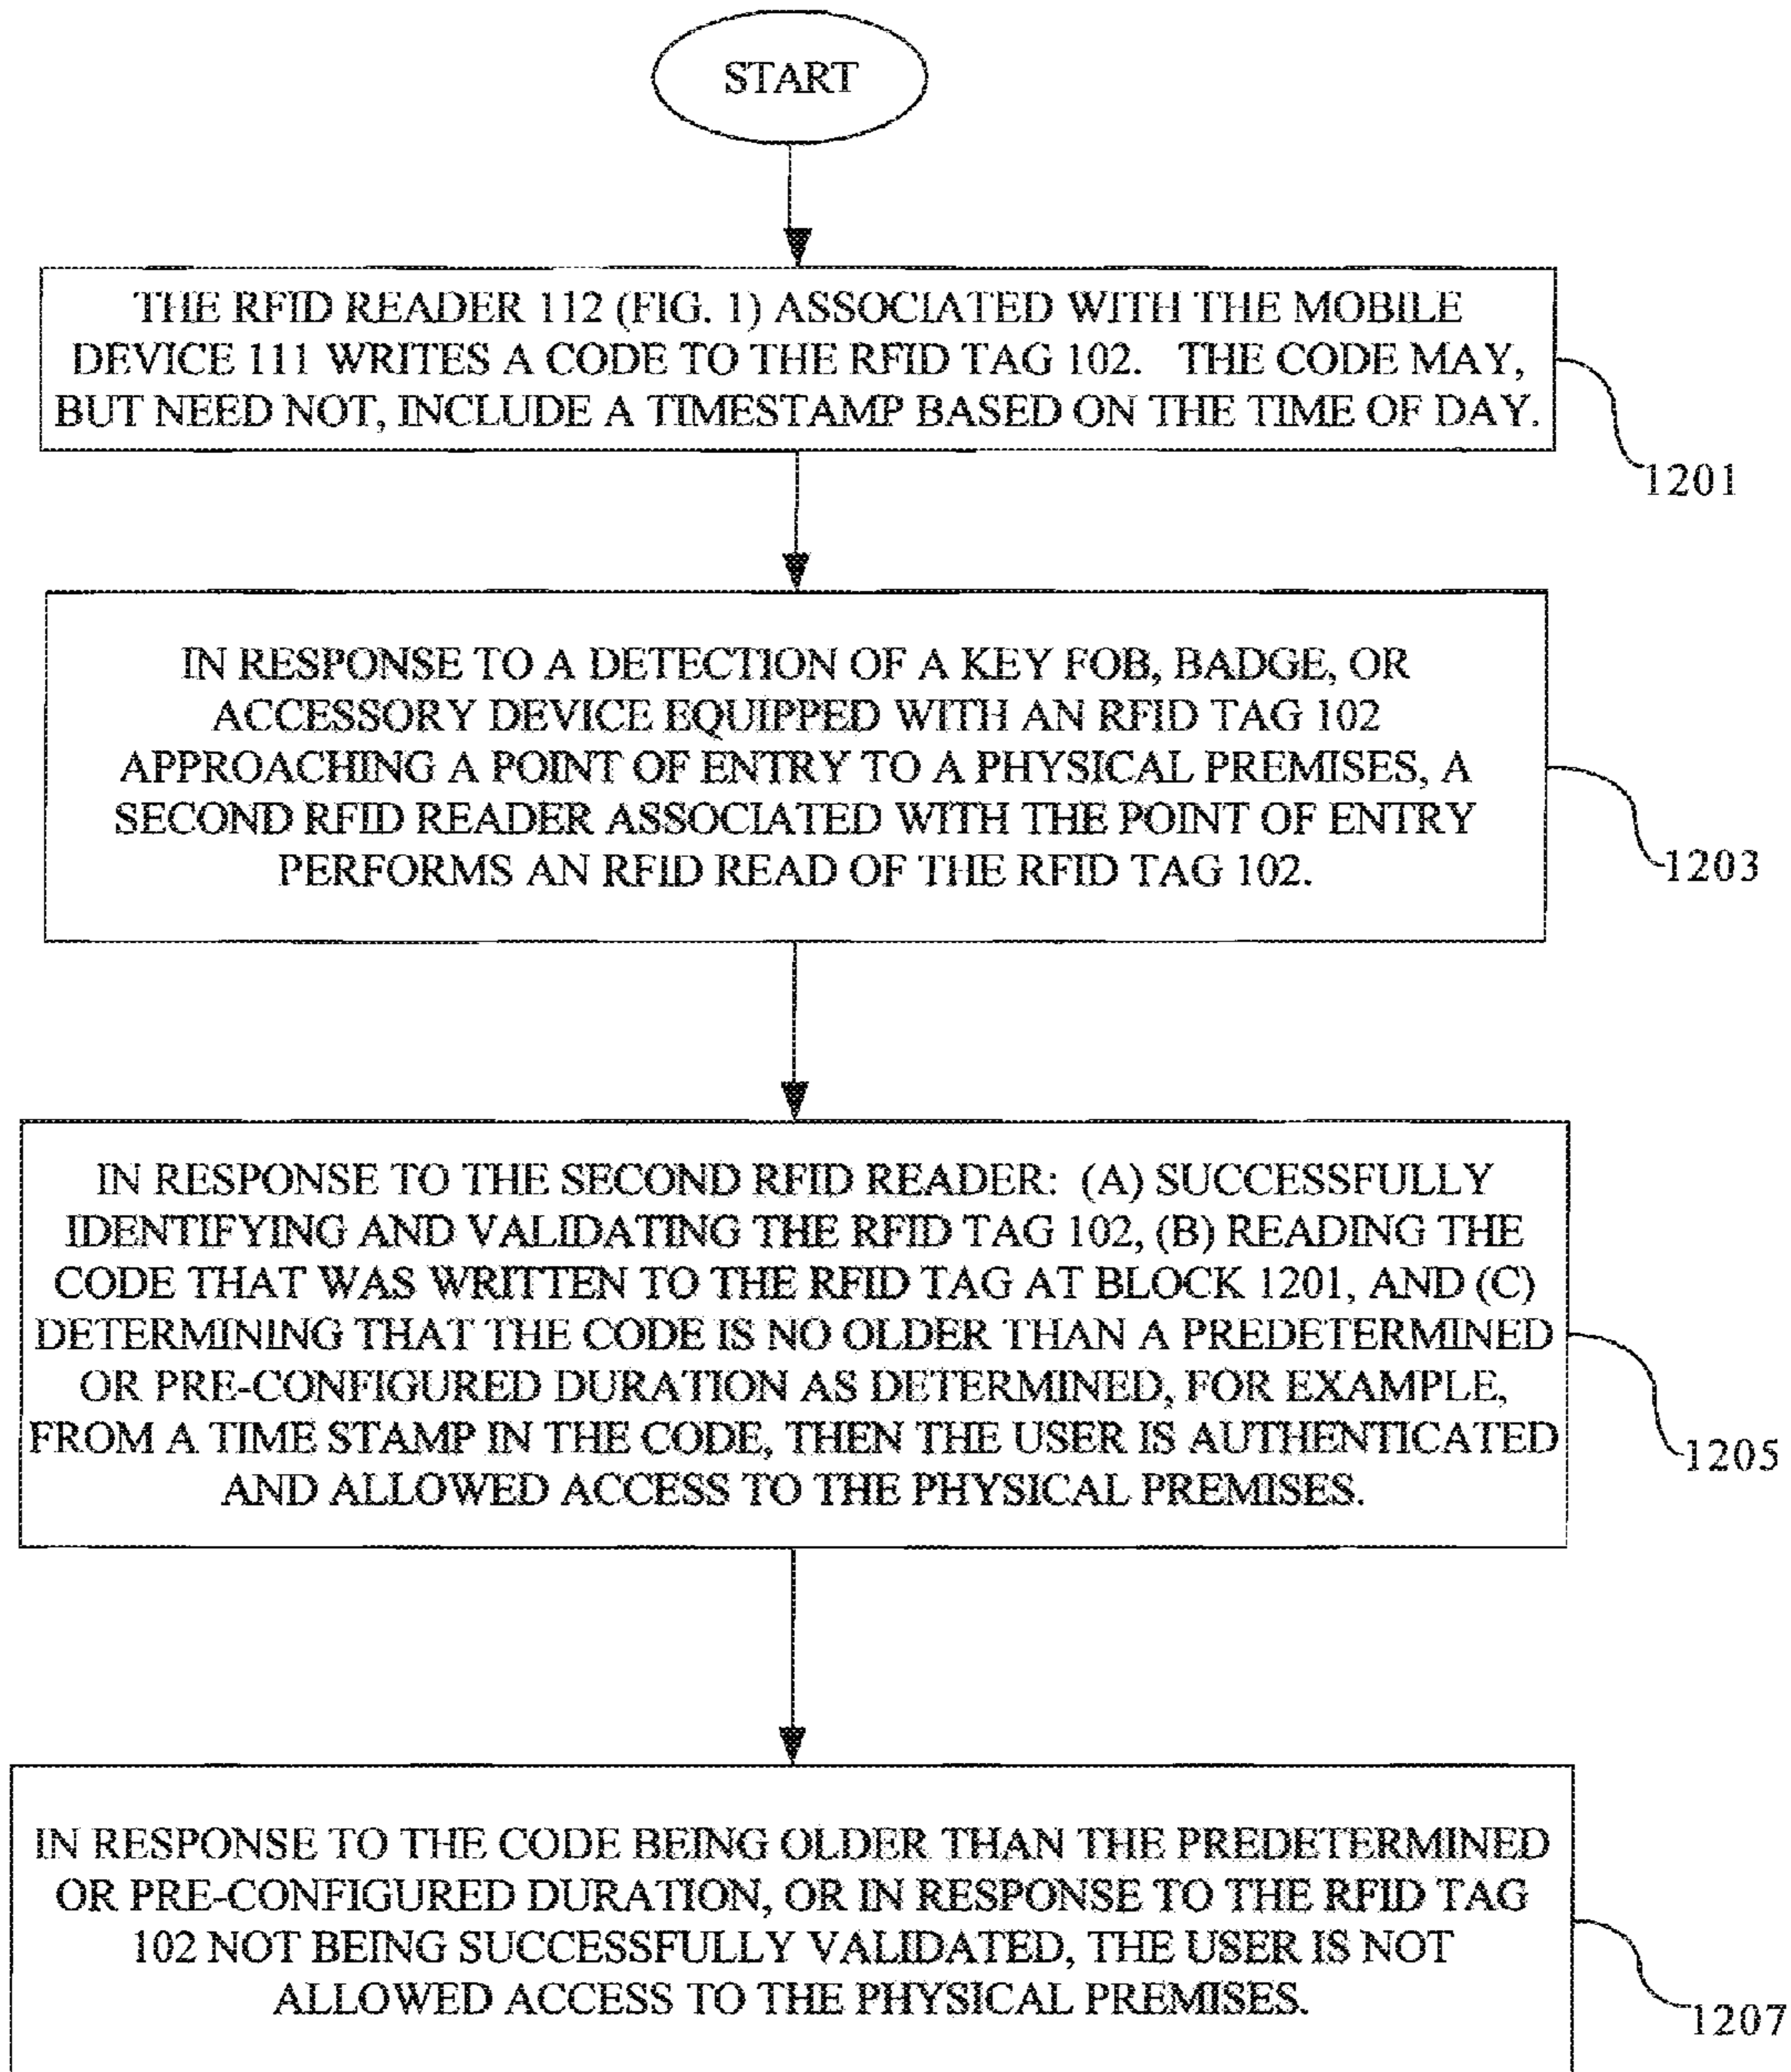 START
THE RFID READER 112 (FIG. 1) ASSOCIATED WITH THE MOBILE
DEVICE 111 WRITES A CODE TO THE RFID TAG 102. THE CODE MAY,
BUT NEED NOT, INCLUDE A TIMESTAMP BASED ON THE TIME OF DAY.
1201
IN RESPONSE TO A DETECTION OF A KEY FOB, BADGE, OR
ACCESSORY DEVICE EQUIPPED WITH AN RFID TAG 102
APPROACHING A POINT OF ENTRY TO A PHYSICAL PREMISES, A
SECOND RFID READER ASSOCIATED WITH THE POINT OF ENTRY
PERFORMS AN RFID READ OF THE RFID TAG 102.
1203
IN RESPONSE TO THE SECOND RFID READER: (A) SUCCESSFULLY
IDENTIFYING AND VALIDATING THE RFID TAG 102, (B) READING THE
CODE THAT WAS WRITTEN TO THE RFID TAG AT BLOCK 1201, AND (C)
DETERMINING THAT THE CODE IS NO OLDER THAN A PREDETERMINED
OR PRE-CONFIGURED DURATION AS DETERMINED, FOR EXAMPLE,
FROM A TIME STAMP IN THE CODE, THEN THE USER IS AUTHENTICATED
AND ALLOWED ACCESS TO THE PHYSICAL PREMISES.
1205
IN RESPONSE TO THE CODE BEING OLDER THAN THE PREDETERMINED
OR PRE-CONFIGURED DURATION, OR IN RESPONSE TO THE RFID TAG
102 NOT BEING SUCCESSFULLY VALIDATED, THE USER IS NOT
ALLOWED ACCESS TO THE PHYSICAL PREMISES.
1207